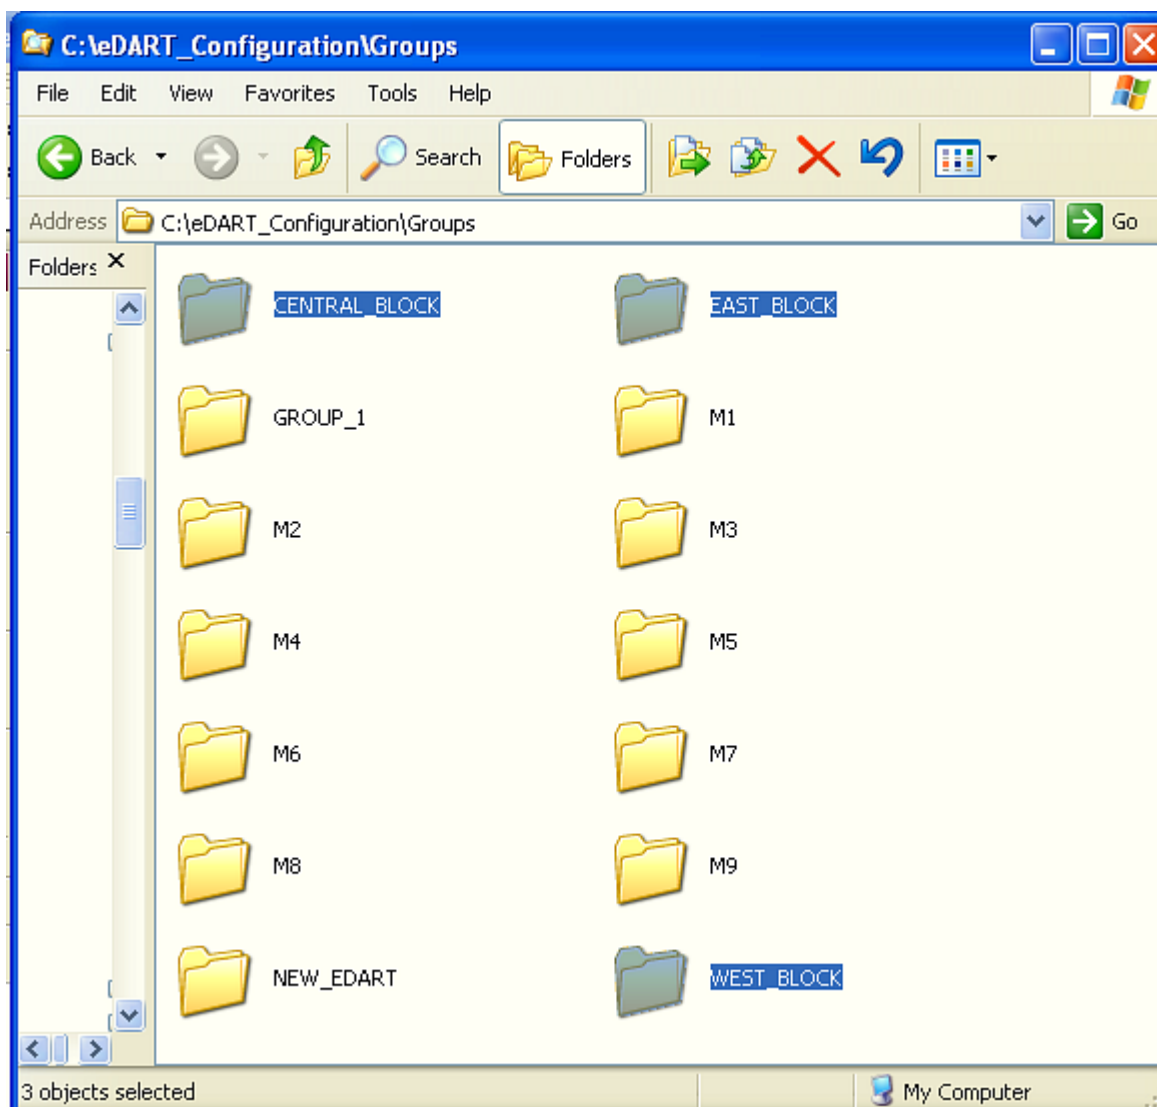 C:\eDART_Configuration\Groups
File Edit View Favorites Tools Help
Back Search Folders
Address C:\eDART_Configuration\Groups Go
Folders
CENTRAL_BLOCK EAST_BLOCK
GROUP_1 M1
M2 M3
M4 M5
M6 M7
M8 M9
NEW_EDART WEST_BLOCK
3 objects selected My Computer